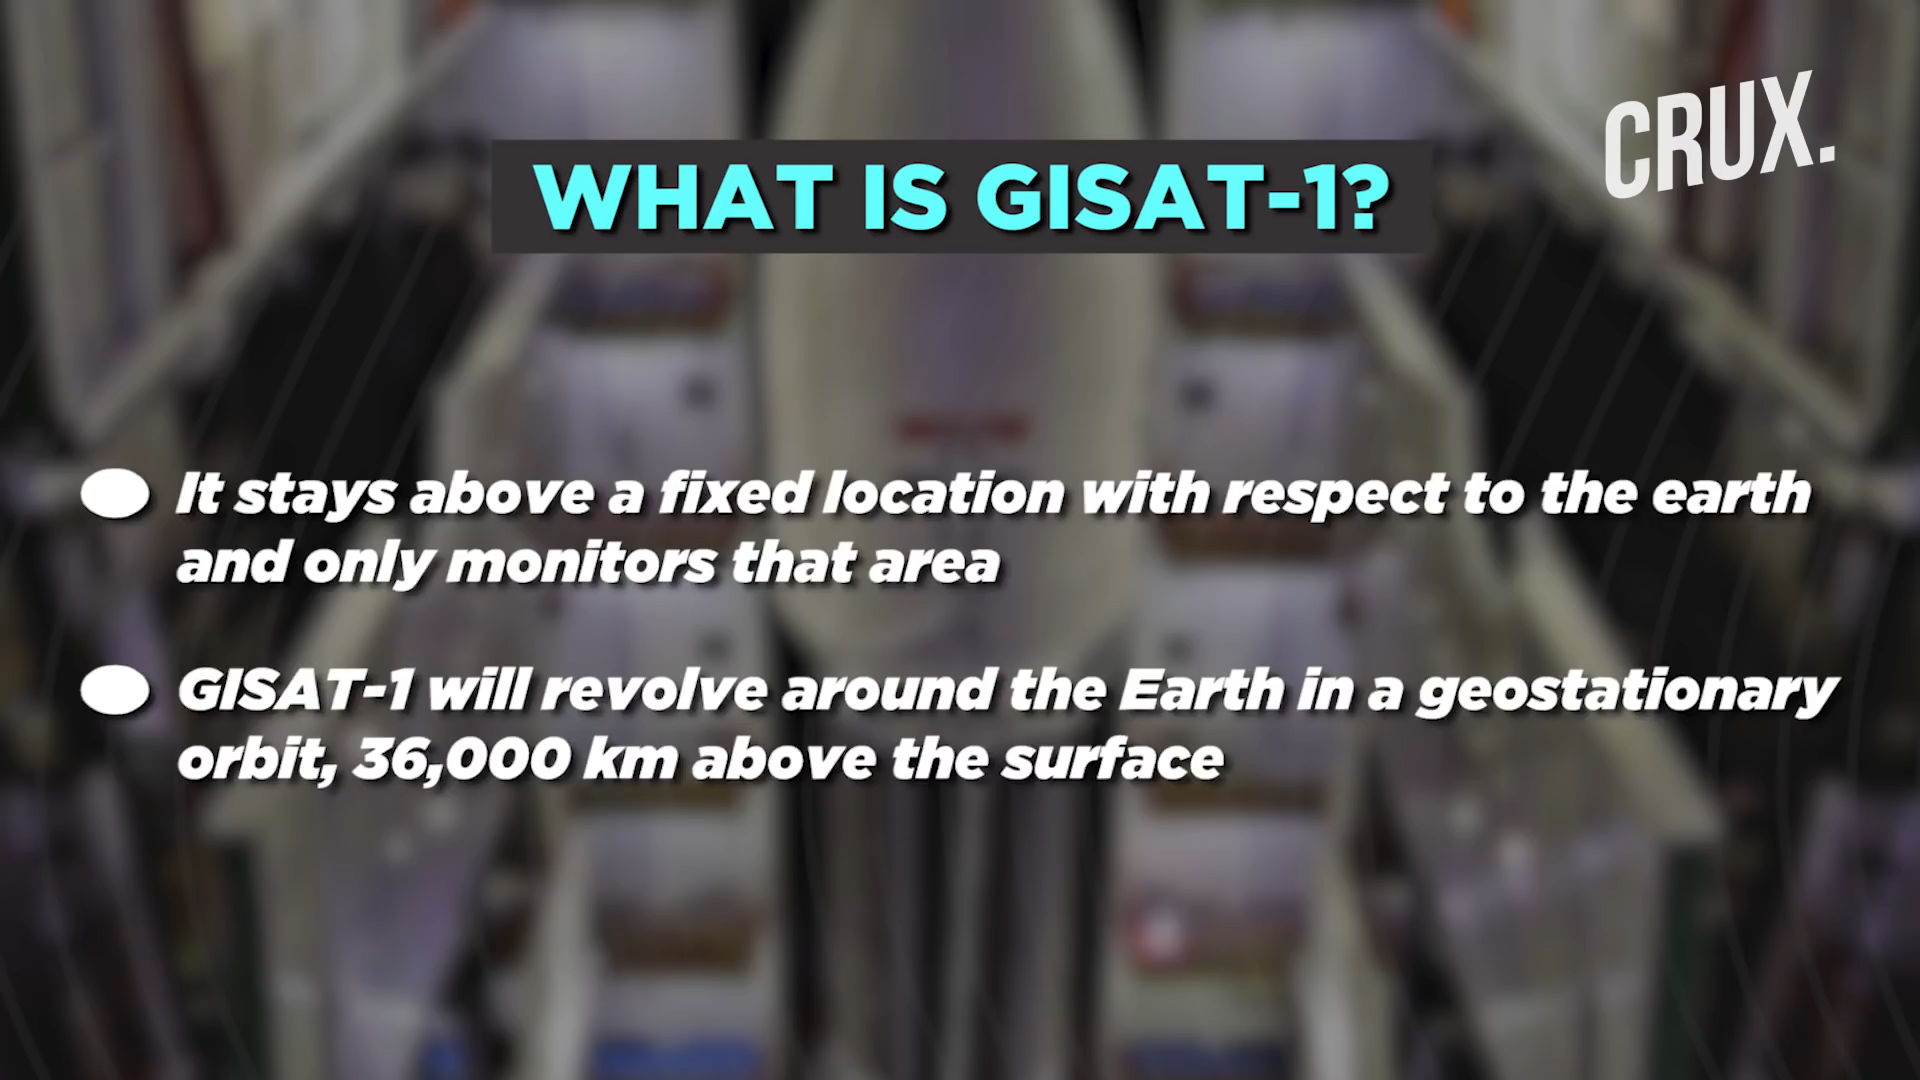 CRUX.
WHAT IS GISAT-1?
It stays above a fixed location with respect to the earth
and only monitors that area
GISAT-1 will revolve around the Earth in a geostationary
orbit, 36,000 km above the surface